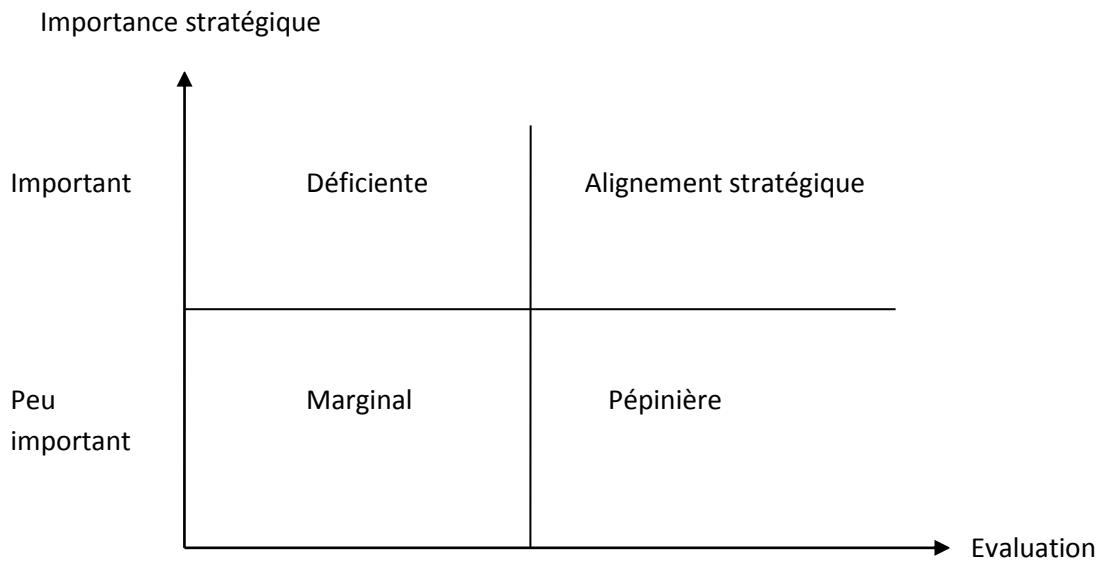 Importance stratégique
Important
Déficiente
Alignement stratégique
Peu
important
Marginal
Pépinière
Evaluation